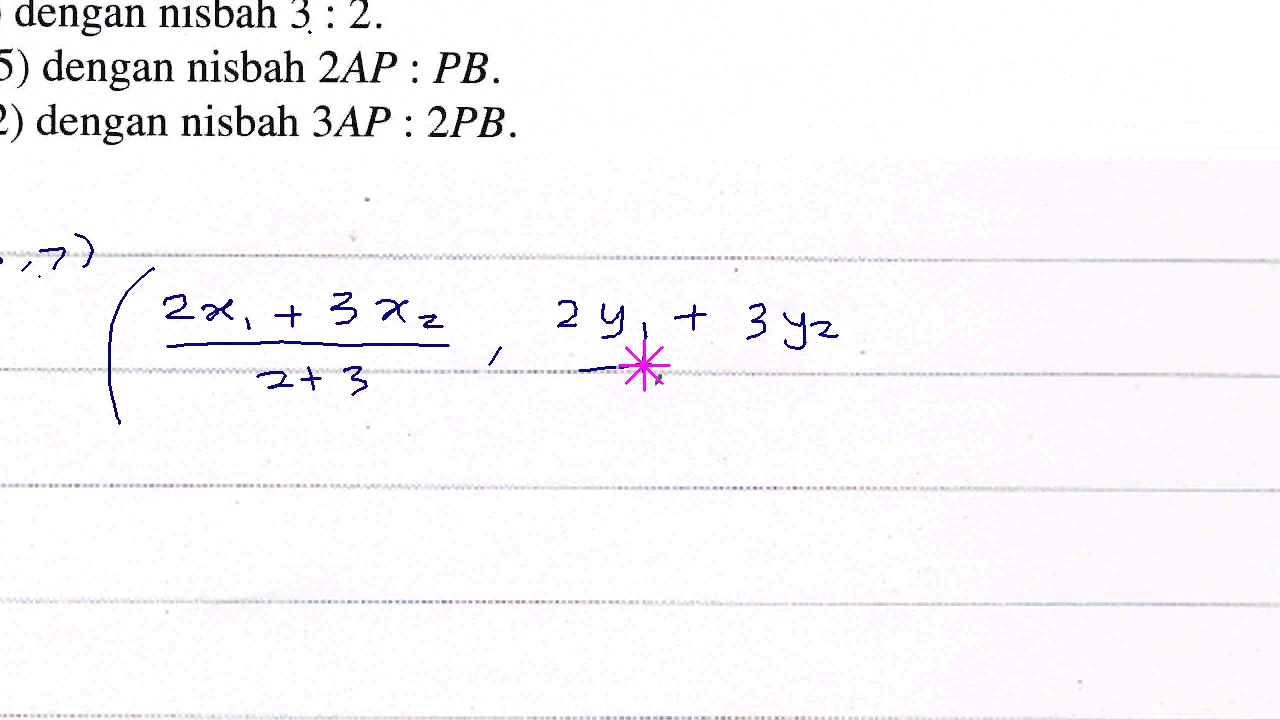 ) dengan nisbah 3 : 2.
5) dengan nisbah 2AP : PB.
2) dengan nisbah 3AP : 2PB.
, 7)
( 2x₁ + 3x₂ / 2 + 3 , 2y₁ + 3y₂